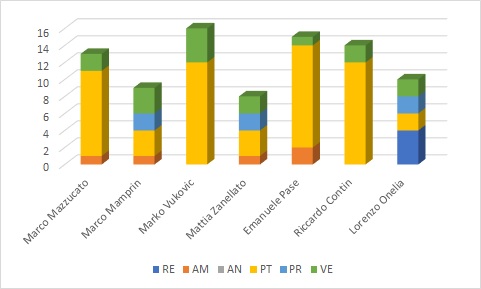 16
14
12
10
8
6
4
2
0
Marco Mazzucato
Marco Mamprin
Marko Vukovic
Mattia Zanellato
Emanuele Pase
Riccardo Contin
Lorenzo Onelia
RE AM AN PT PR VE